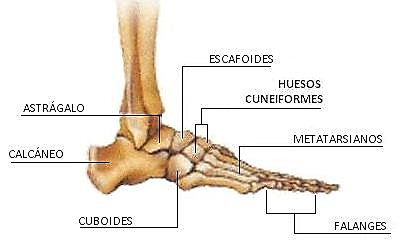 ESCAFOIDES
HUESOS
CUNEIFORMES
ASTRÁGALO
METATARSIANOS
CALCÁNEO
CUBOIDES
FALANGES